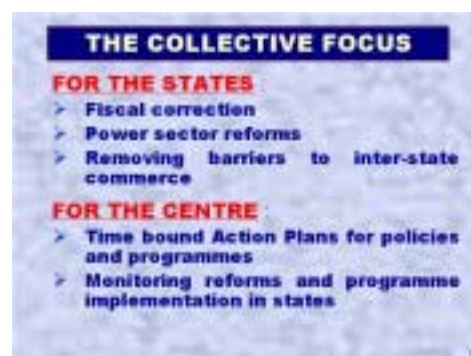 THE COLLECTIVE FOCUS
FOR THE STATES
Fiscal correction
Power sector reforms
Removing barriers to inter-state
commerce
FOR THE CENTRE :
Time bound Action Plans for policies
and programmes
Monitoring reforms and programme
implementation in states